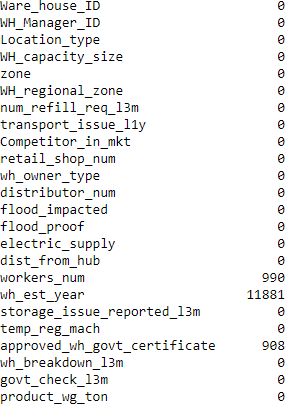 Ware_house_ID 0
WH_Manager_ID 0
Location_type 0
WH_capacity_size 0
zone 0
WH_regional_zone 0
num_refill_req_l3m 0
transport_issue_l1y 0
Competitor_in_mkt 0
retail_shop_num 0
wh_owner_type 0
distributor_num 0
flood_impacted 0
flood_proof 0
electric_supply 0
dist_from_hub 0
workers_num 990
wh_est_year 11881
storage_issue_reported_l3m 0
temp_reg_mach 0
approved_wh_govt_certificate 908
wh_breakdown_l3m 0
govt_check_l3m 0
product_wg_ton 0